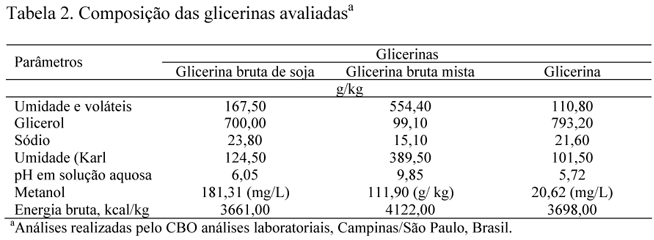 Tabela 2. Composição das glicerinas avaliadasᵃ
Parâmetros
Glicerinas
Glicerina bruta de soja Glicerina bruta mista Glicerina
g/kg
Umidade e voláteis 167,50 554,40 110,80
Glicerol 700,00 99,10 793,20
Sódio 23,80 15,10 21,60
Umidade (Karl 124,50 389,50 101,50
pH em solução aquosa 6,05 9,85 5,72
Metanol 181,31 (mg/L) 111,90 (g/ kg) 20,62 (mg/L)
Energia bruta, kcal/kg 3661,00 4122,00 3698,00
ᵃAnálises realizadas pelo CBO análises laboratoriais, Campinas/São Paulo, Brasil.